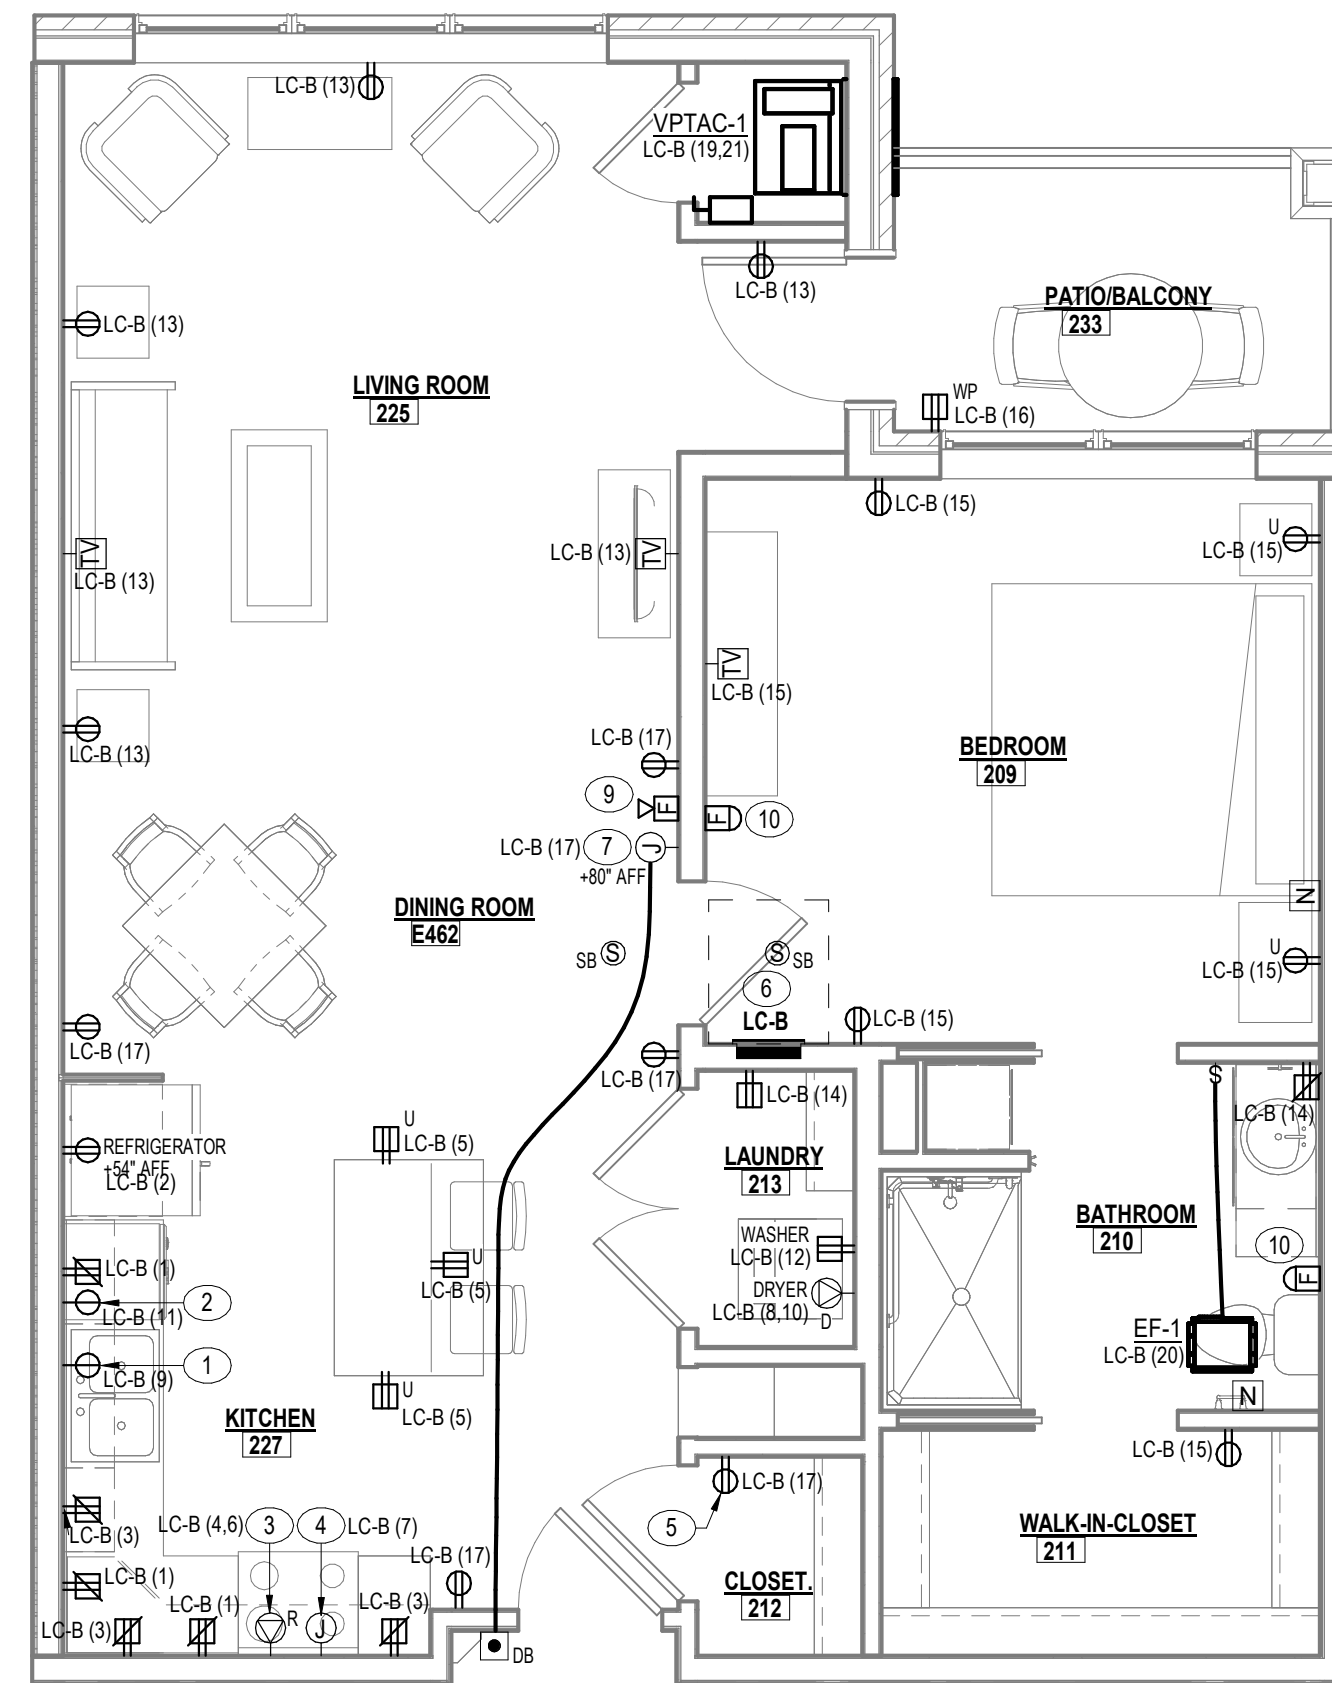 LC-B (13)
VPTAC-1
LC-B (19,21)
LC-B (13)
PATIO/BALCONY
233
LC-B (13)
LIVING ROOM
225
WP
LC-B (16)
LC-B (15)
U
LC-B (15)
TV
LC-B (13)
LC-B (13)
TV
TV
LC-B (15)
LC-B (13)
LC-B (17)
BEDROOM
209
9
F
F
10
LC-B (17)
7
J
+80" AFF
N
DINING ROOM
E462
SB
S
S
SB
U
LC-B (15)
6
LC-B
LC-B (15)
LC-B (17)
LC-B (17)
S
LC-B (14)
LC-B (14)
U
LC-B (5)
REFRIGERATOR
+54" AFF
LC-B (2)
LAUNDRY
213
BATHROOM
210
WASHER
LC-B (12)
10
U
LC-B (5)
LC-B (1)
2
LC-B (11)
DRYER
LC-B (8,10)
D
F
EF-1
LC-B (20)
1
LC-B (9)
U
LC-B (5)
N
KITCHEN
227
LC-B (15)
LC-B (17)
5
LC-B (3)
LC-B (4,6)
3
4
LC-B (7)
WALK-IN-CLOSET
211
LC-B (17)
LC-B (1)
CLOSET.
212
LC-B (1)
LC-B (3)
LC-B (3)
R
J
DB